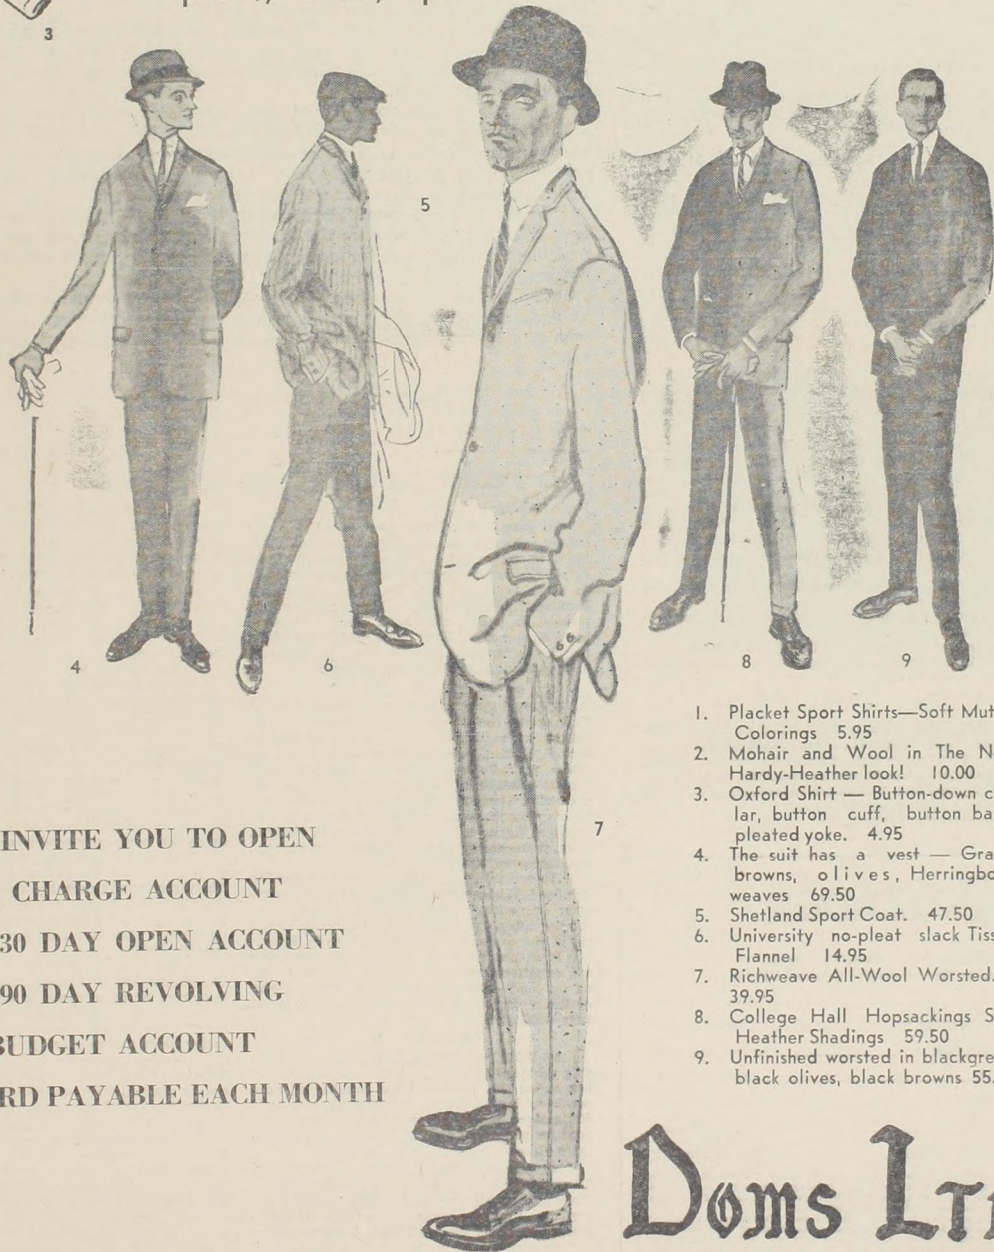 3
5
4
6
8
9
7
INVITE YOU TO OPEN
CHARGE ACCOUNT
30 DAY OPEN ACCOUNT
90 DAY REVOLVING
BUDGET ACCOUNT
RD PAYABLE EACH MONTH
1. Placket Sport Shirts—Soft Mut
Colorings 5.95
2. Mohair and Wool in The N
Hardy-Heather look! 10.00
3. Oxford Shirt — Button-down c
lar, button cuff, button ba
pleated yoke. 4.95
4. The suit has a vest — Gra
browns, olives, Herringbo
weaves 69.50
5. Shetland Sport Coat. 47.50
6. University no-pleat slack Tiss
Flannel 14.95
7. Richweave All-Wool Worsted.
39.95
8. College Hall Hopsackings S
Heather Shadings 59.50
9. Unfinished worsted in blackgre
black olives, black browns 55.
Doms LT